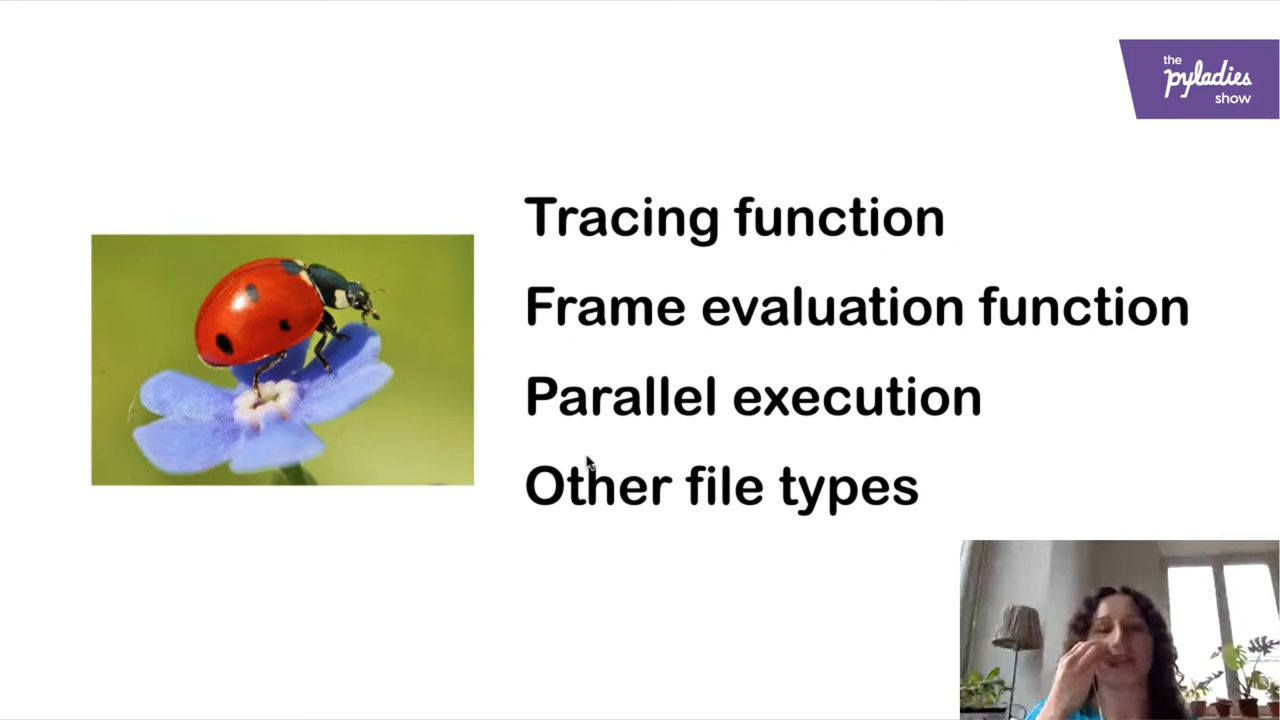 the
pyladies
show
Tracing function
Frame evaluation function
Parallel execution
Other file types